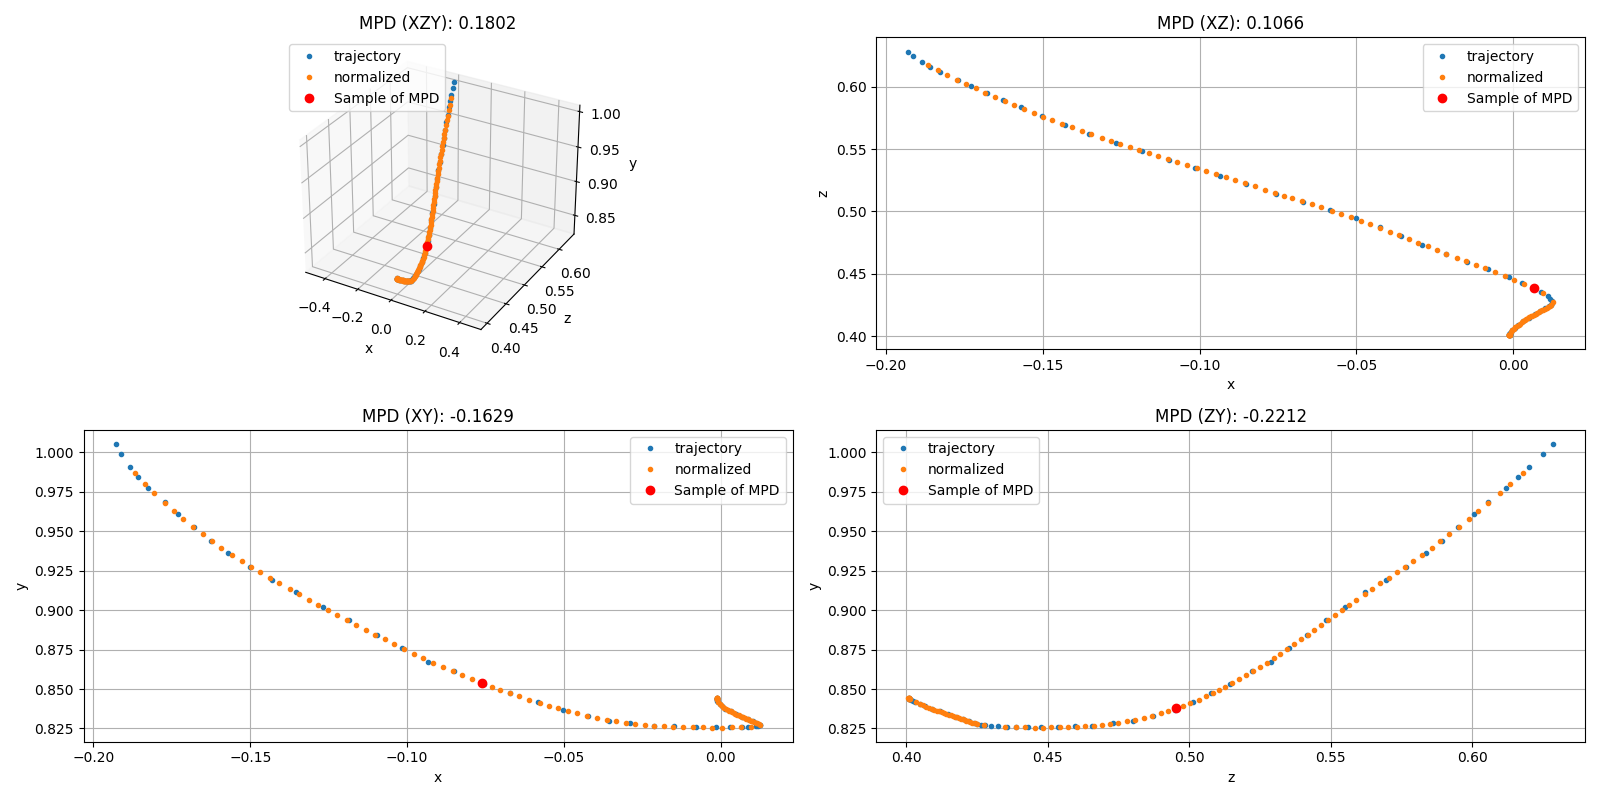 MPD (XZY): 0.1802
trajectory
normalized
Sample of MPD
1.00
0.95
0.90
0.85
y
0.60
0.55
0.50
0.45
0.40
z
−0.4
−0.2
0.0
0.2
0.4
x
MPD (XZ): 0.1066
trajectory
normalized
Sample of MPD
0.60
0.55
0.50
0.45
0.40
z
−0.20 −0.15 −0.10 −0.05 0.00
x
MPD (XY): -0.1629
trajectory
normalized
Sample of MPD
1.000
0.975
0.950
0.925
0.900
0.875
0.850
0.825
y
−0.20 −0.15 −0.10 −0.05 0.00
x
MPD (ZY): -0.2212
trajectory
normalized
Sample of MPD
1.000
0.975
0.950
0.925
0.900
0.875
0.850
0.825
y
0.40 0.45 0.50 0.55 0.60
z